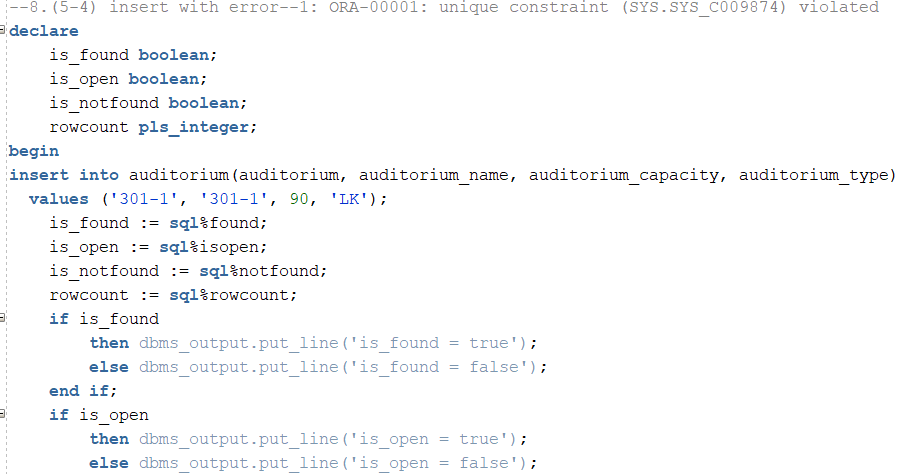 --8.(5-4) insert with error--1: ORA-00001: unique constraint (SYS.SYS_C009874) violated
declare
    is_found boolean;
    is_open boolean;
    is_notfound boolean;
    rowcount pls_integer;
begin
insert into auditorium(auditorium, auditorium_name, auditorium_capacity, auditorium_type)
  values ('301-1', '301-1', 90, 'LK');
    is_found := sql%found;
    is_open := sql%isopen;
    is_notfound := sql%notfound;
    rowcount := sql%rowcount;
    if is_found
        then dbms_output.put_line('is_found = true');
        else dbms_output.put_line('is_found = false');
    end if;
    if is_open
        then dbms_output.put_line('is_open = true');
        else dbms_output.put_line('is_open = false');